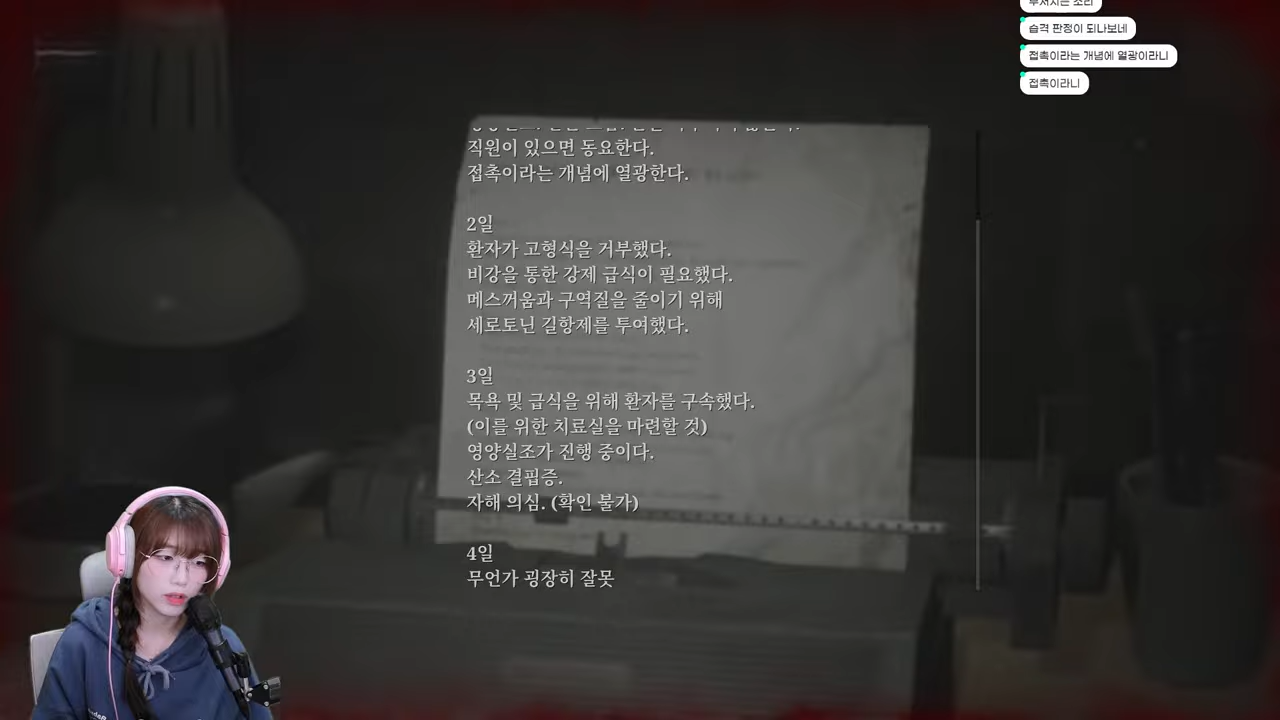 습격 판정이 되나보네
접촉이라는 개념에 열광이라니
접촉이라니
직원이 있으면 동요한다.
접촉이라는 개념에 열광한다.
2일
환자가 고형식을 거부했다.
비강을 통한 강제 급식이 필요했다.
메스꺼움과 구역질을 줄이기 위해
세로토닌 길항제를 투여했다.
3일
목욕 및 급식을 위해 환자를 구속했다.
(이를 위한 치료실을 마련할 것)
영양실조가 진행 중이다.
산소 결핍증.
자해 의심. (확인 불가)
4일
무언가 굉장히 잘못